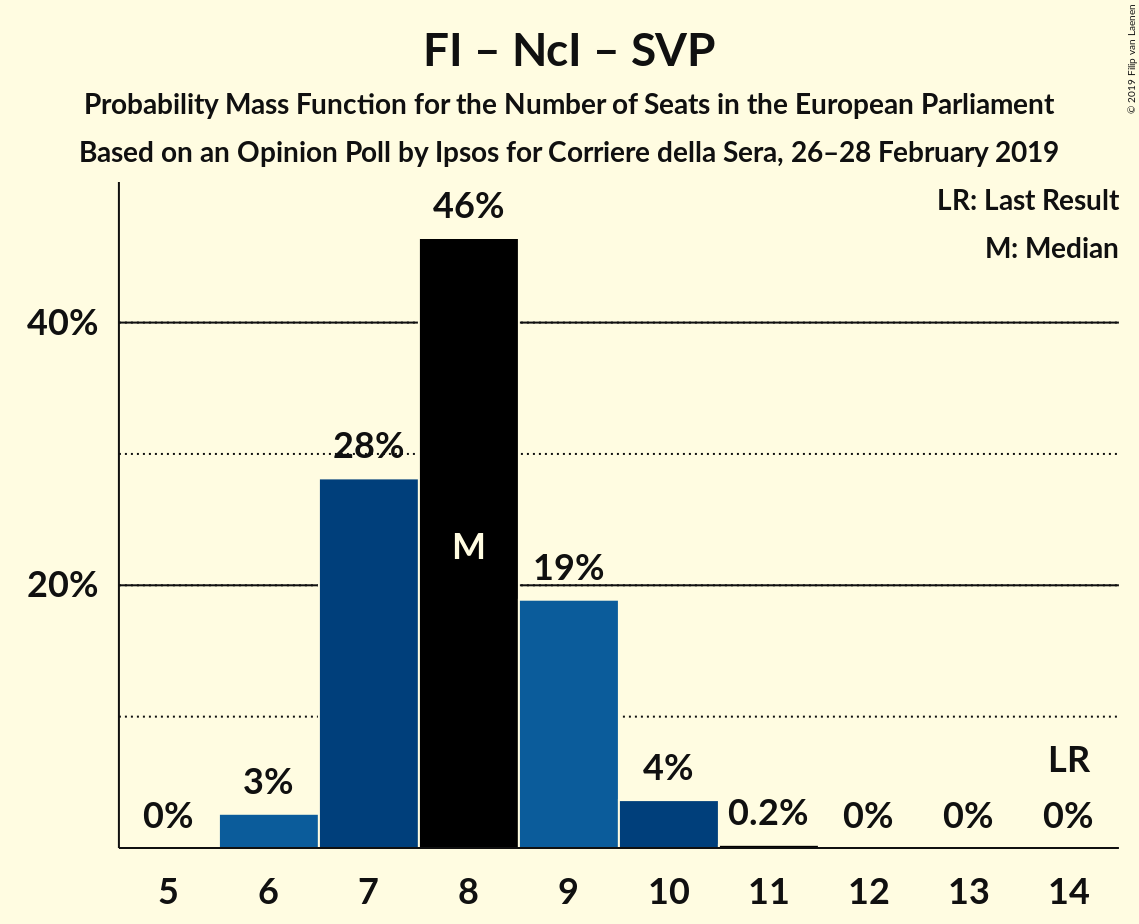 FI – NcI – SVP
Probability Mass Function for the Number of Seats in the European Parliament
Based on an Opinion Poll by Ipsos for Corriere della Sera, 26–28 February 2019
© 2019 Filip van Laenen
LR: Last Result
M: Median
40%
20%
0%
3%
28%
46%
M
19%
4%
0.2%
0%
0%
LR
0%
5 6 7 8 9 10 11 12 13 14